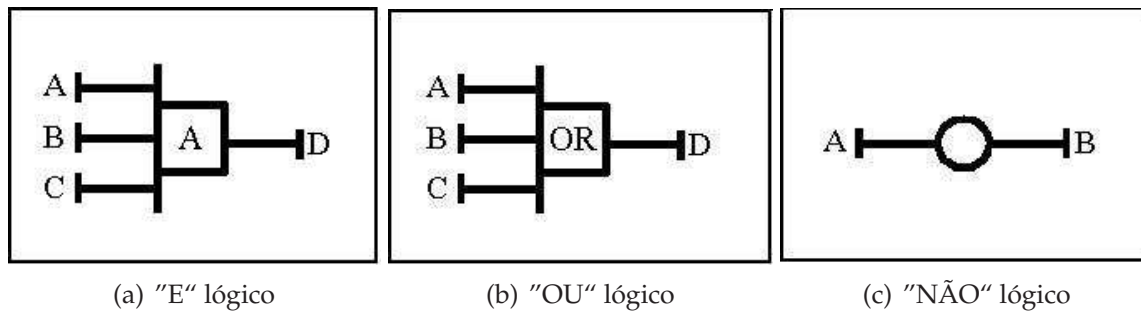 A
B
C
A
D
A
B
C
OR
D
A
B
(a) ”E“ lógico
(b) ”OU“ lógico
(c) ”NÃO“ lógico